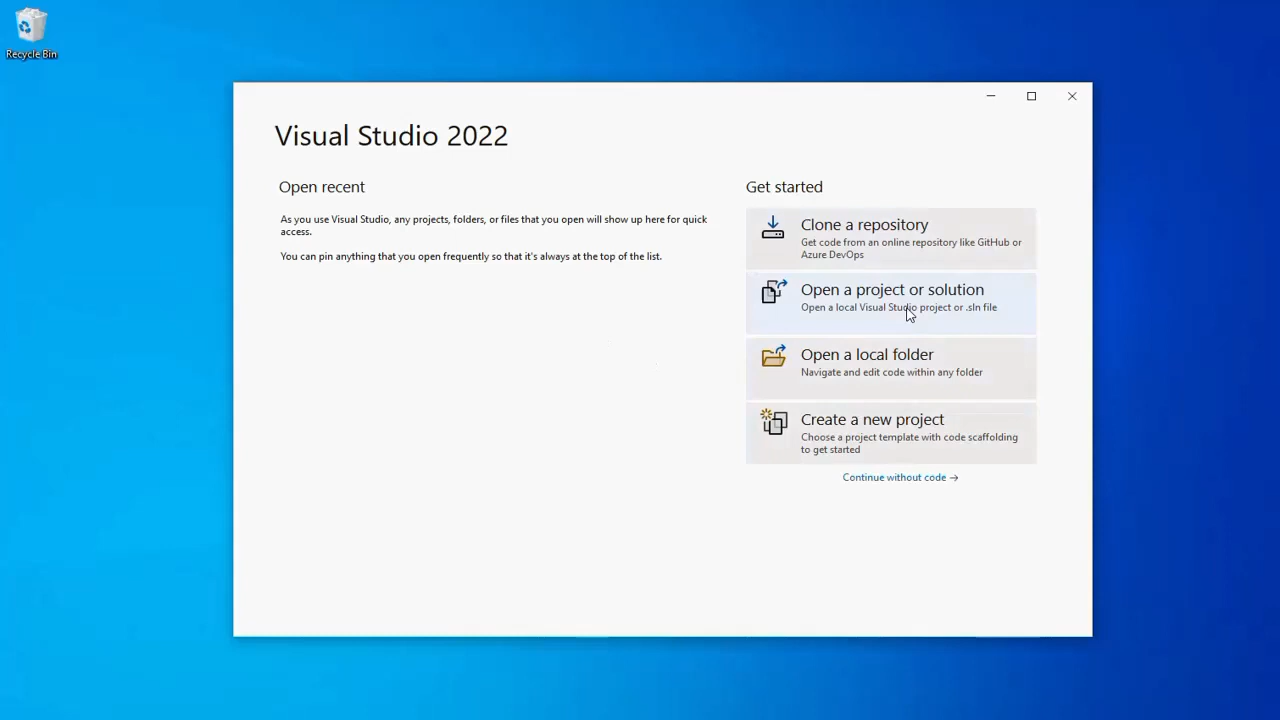 Recycle Bin
Visual Studio 2022
Open recent
As you use Visual Studio, any projects, folders, or files that you open will show up here for quick
access.
You can pin anything that you open frequently so that it's always at the top of the list.
Get started
Clone a repository
Get code from an online repository like GitHub or
Azure DevOps
Open a project or solution
Open a local Visual Studio project or .sln file
Open a local folder
Navigate and edit code within any folder
Create a new project
Choose a project template with code scaffolding
to get started
Continue without code →